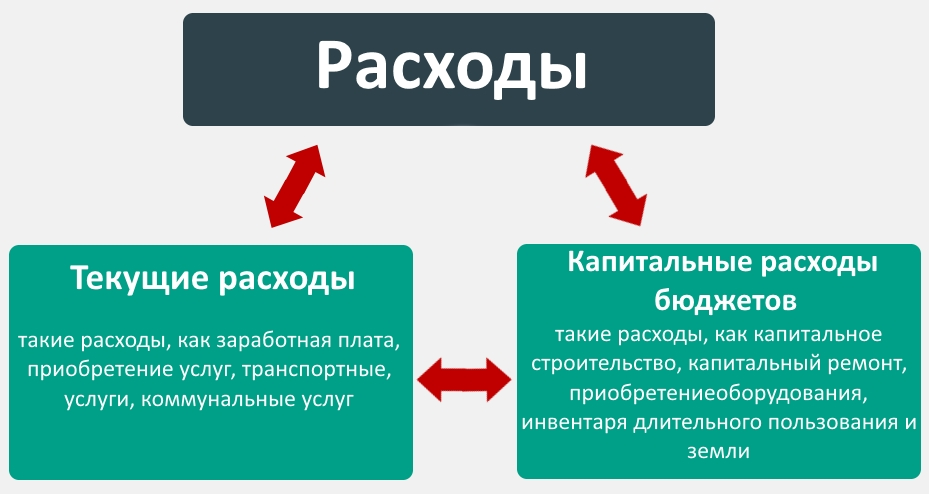 Расходы
Текущие расходы
такие расходы, как заработная плата,
приобретение услуг, транспортные,
услуги, коммунальные услуг
Капитальные расходы
бюджетов
такие расходы, как капитальное
строительство, капитальный ремонт,
приобретениеоборудования,
инвентаря длительного пользования и
земли